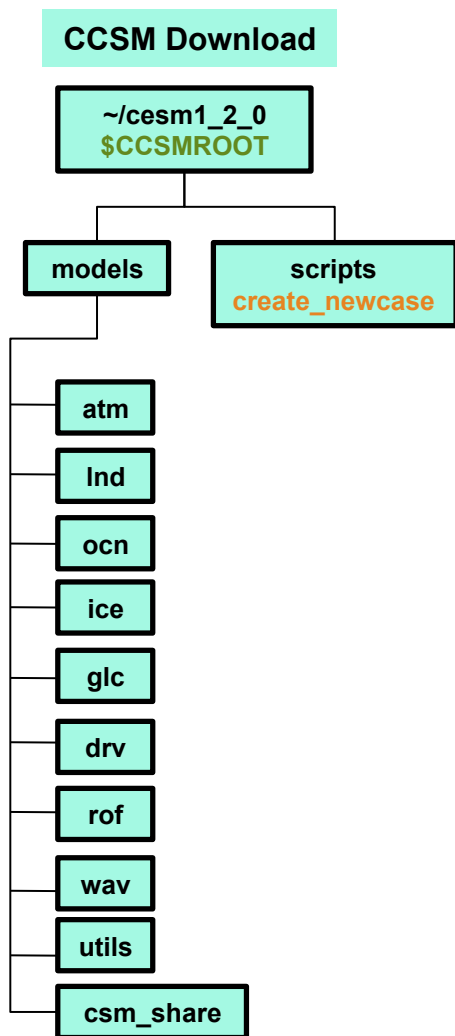 CCSM Download
~/cesm1_2_0
$CCSMROOT
models
scripts
create_newcase
atm
lnd
ocn
ice
glc
drv
rof
wav
utils
csm_share